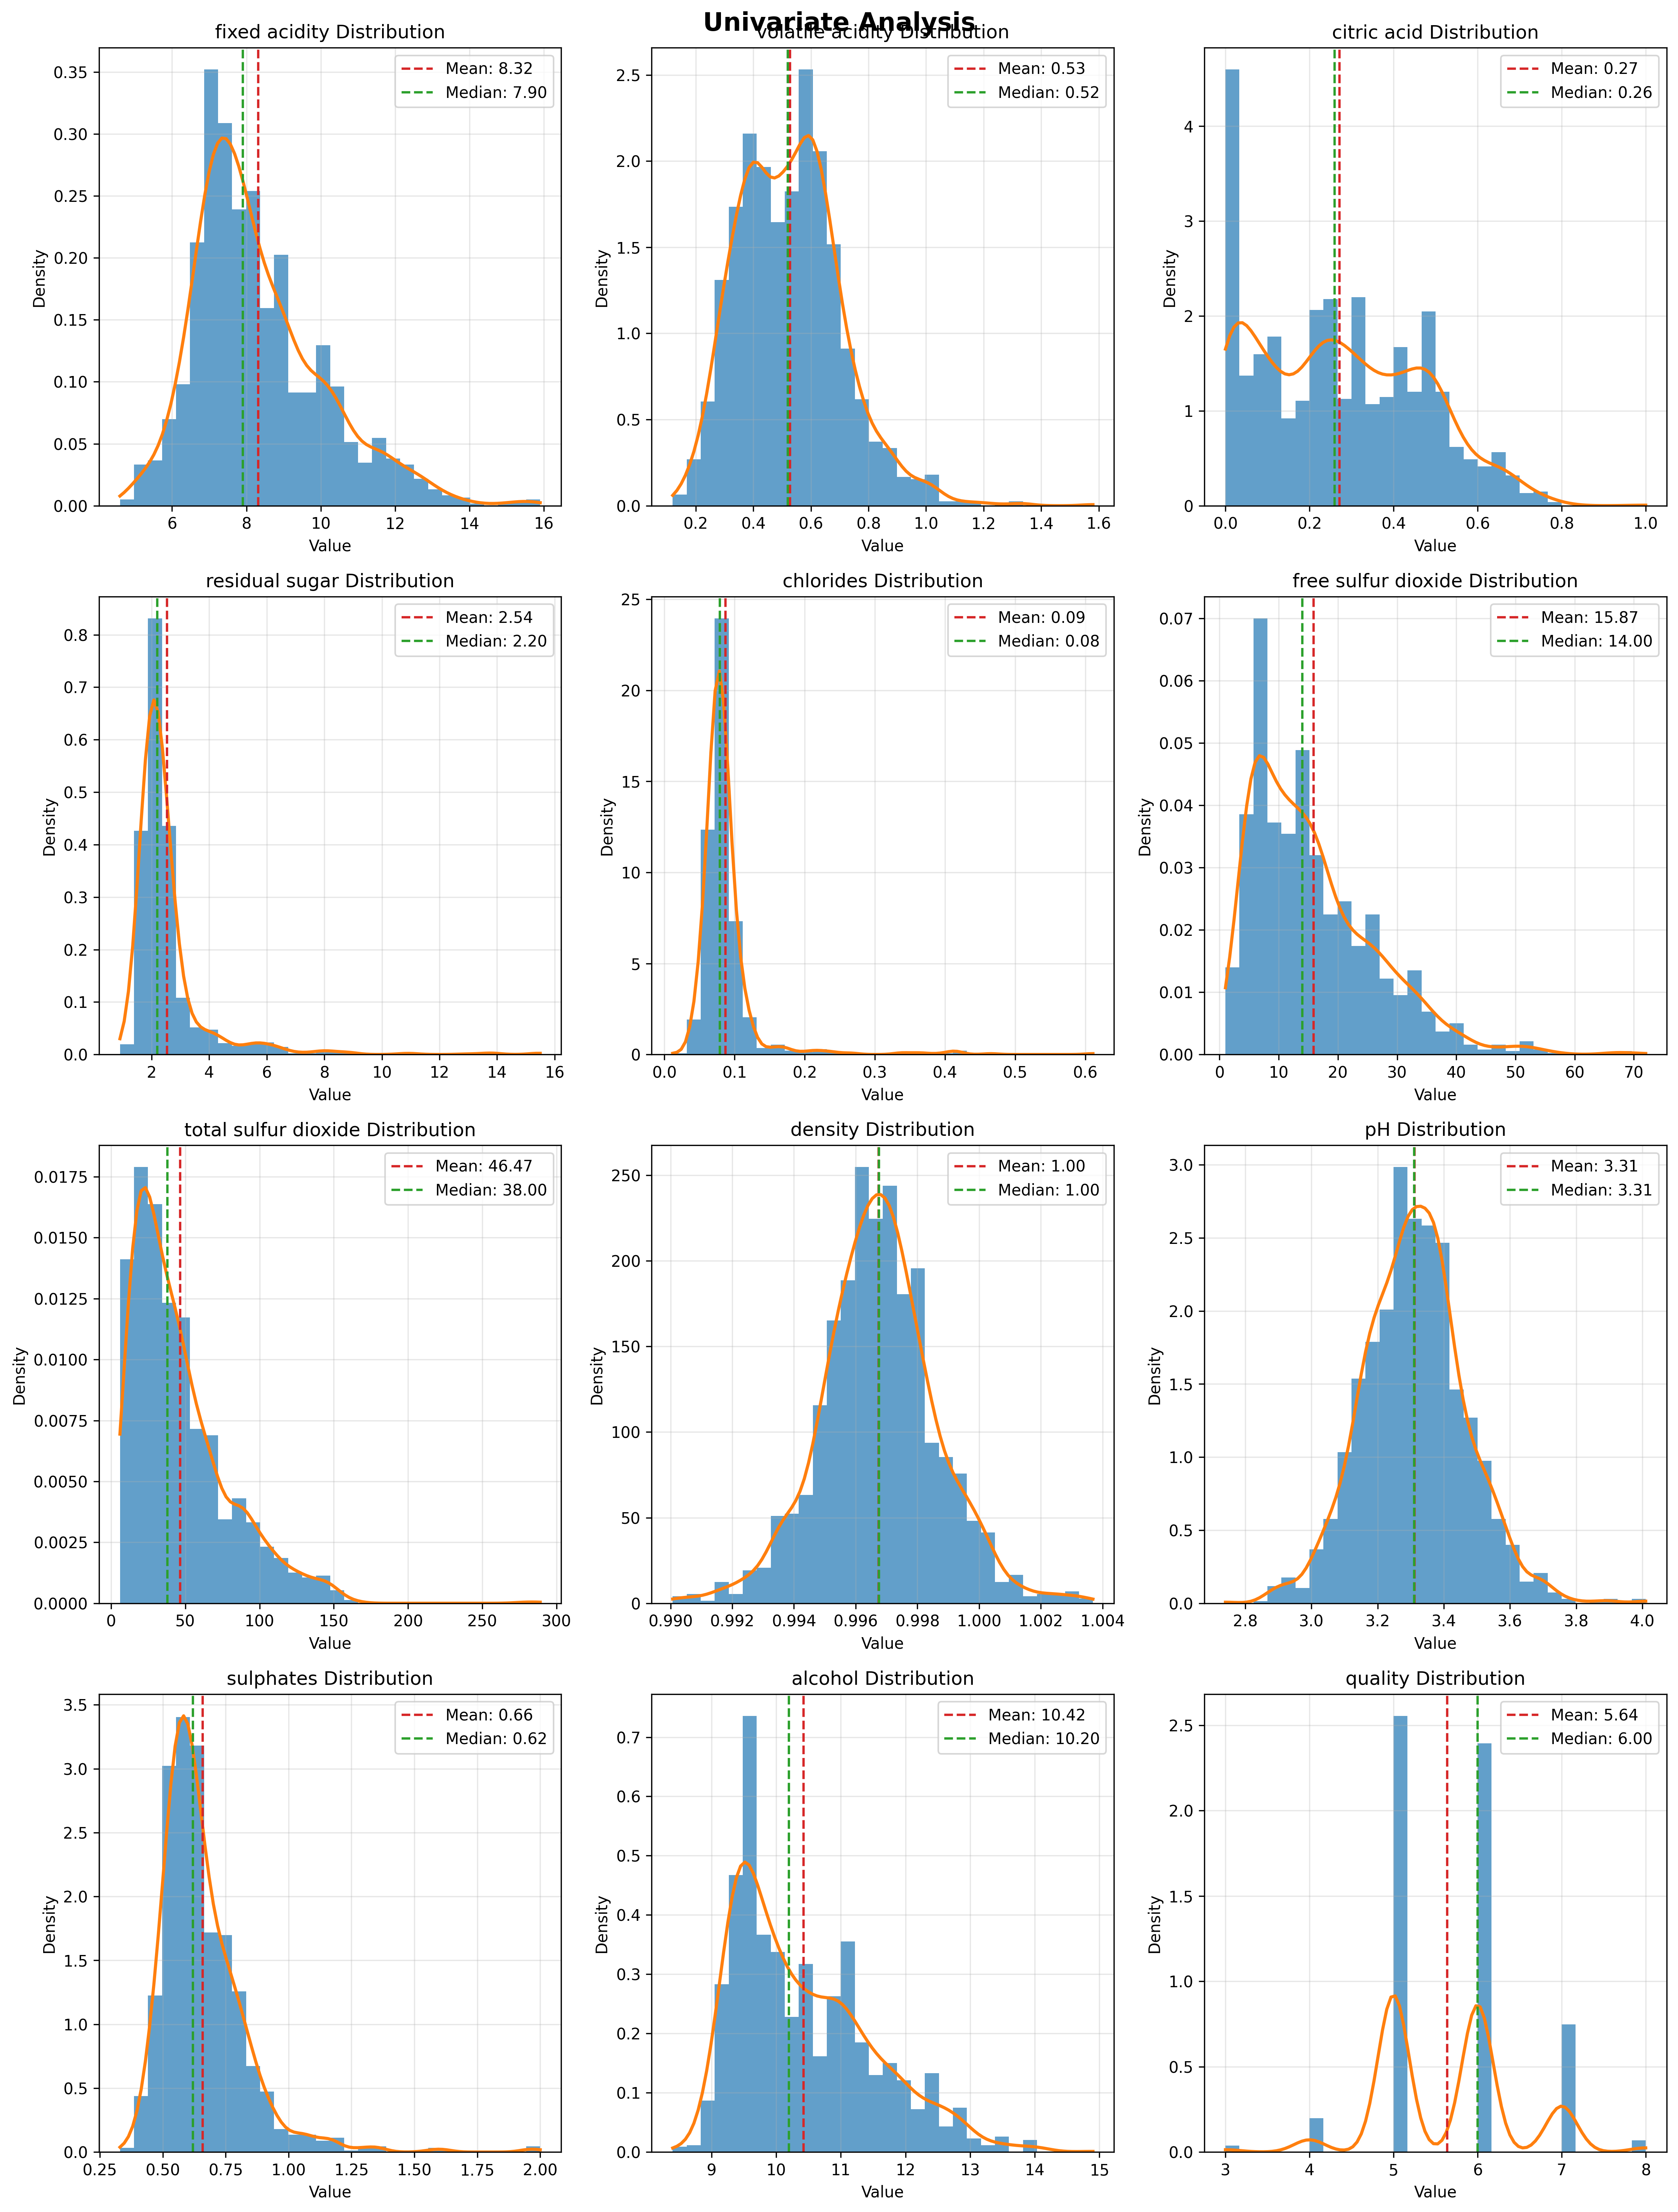 Univariate Analysis
fixed acidity Distribution
Density
0.35
0.30
0.25
0.20
0.15
0.10
0.05
0.00
Mean: 8.32
Median: 7.90
6 8 10 12 14 16
Value
volatile acidity Distribution
Density
2.5
2.0
1.5
1.0
0.5
0.0
Mean: 0.53
Median: 0.52
0.2 0.4 0.6 0.8 1.0 1.2 1.4 1.6
Value
citric acid Distribution
Density
4
3
2
1
0
Mean: 0.27
Median: 0.26
0.0 0.2 0.4 0.6 0.8 1.0
Value
residual sugar Distribution
Density
0.8
0.7
0.6
0.5
0.4
0.3
0.2
0.1
0.0
Mean: 2.54
Median: 2.20
2 4 6 8 10 12 14 16
Value
chlorides Distribution
Density
25
20
15
10
5
0
Mean: 0.09
Median: 0.08
0.0 0.1 0.2 0.3 0.4 0.5 0.6
Value
free sulfur dioxide Distribution
Density
0.07
0.06
0.05
0.04
0.03
0.02
0.01
0.00
Mean: 15.87
Median: 14.00
0 10 20 30 40 50 60 70
Value
total sulfur dioxide Distribution
Density
0.0175
0.0150
0.0125
0.0100
0.0075
0.0050
0.0025
0.0000
Mean: 46.47
Median: 38.00
0 50 100 150 200 250 300
Value
density Distribution
Density
250
200
150
100
50
0
Mean: 1.00
Median: 1.00
0.990 0.992 0.994 0.996 0.998 1.000 1.002 1.004
Value
pH Distribution
Density
3.0
2.5
2.0
1.5
1.0
0.5
0.0
Mean: 3.31
Median: 3.31
2.8 3.0 3.2 3.4 3.6 3.8 4.0
Value
sulphates Distribution
Density
3.5
3.0
2.5
2.0
1.5
1.0
0.5
0.0
Mean: 0.66
Median: 0.62
0.25 0.50 0.75 1.00 1.25 1.50 1.75 2.00
Value
alcohol Distribution
Density
0.7
0.6
0.5
0.4
0.3
0.2
0.1
0.0
Mean: 10.42
Median: 10.20
9 10 11 12 13 14 15
Value
quality Distribution
Density
2.5
2.0
1.5
1.0
0.5
0.0
Mean: 5.64
Median: 6.00
3 4 5 6 7 8
Value